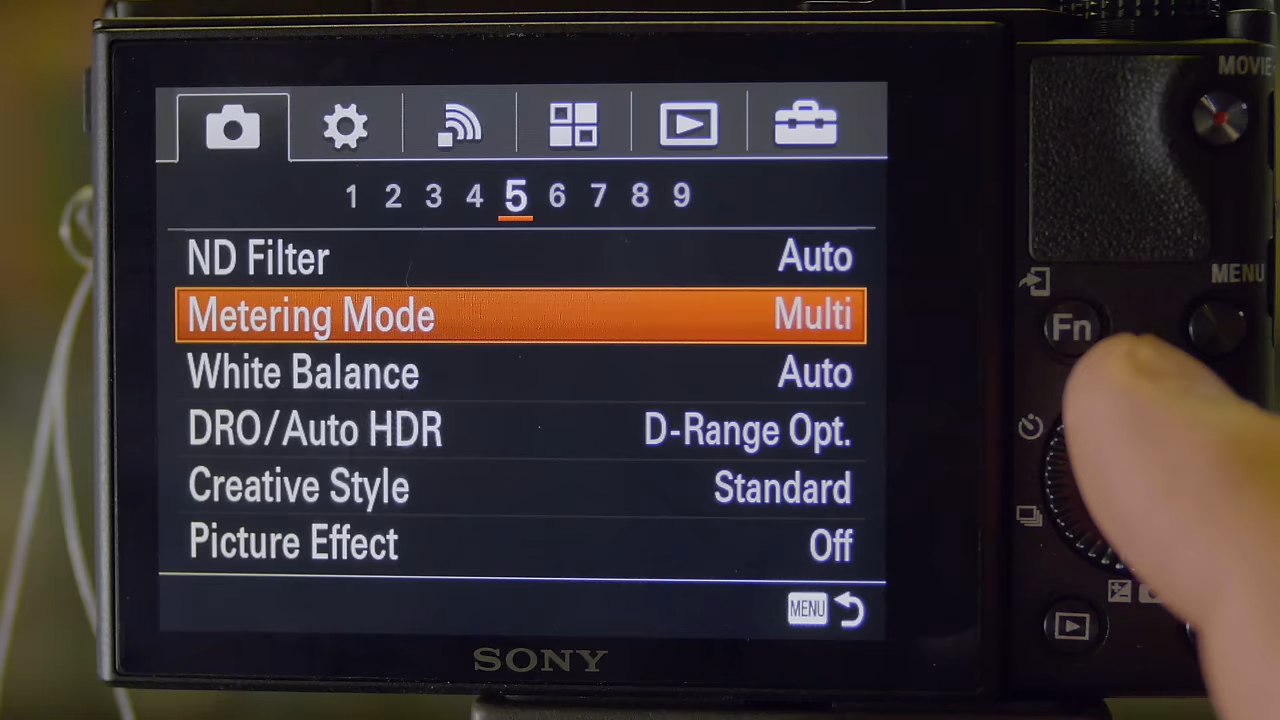 MOVIE
1 2 3 4 5 6 7 8 9
ND Filter Auto
Metering Mode Multi
MENU
Fn
White Balance Auto
DRO/Auto HDR D-Range Opt.
Creative Style Standard
Picture Effect Off
MENU
SONY